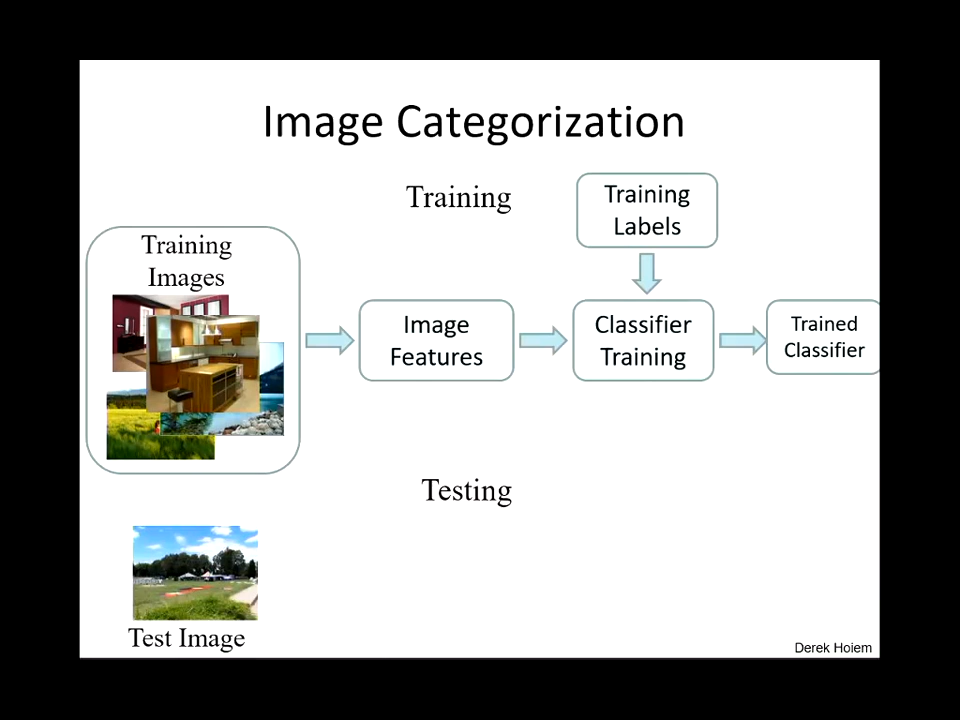 Image Categorization
Training
Training
Labels
Training
Images
Image
Features
Classifier
Training
Trained
Classifier
Testing
Test Image
Derek Hoiem